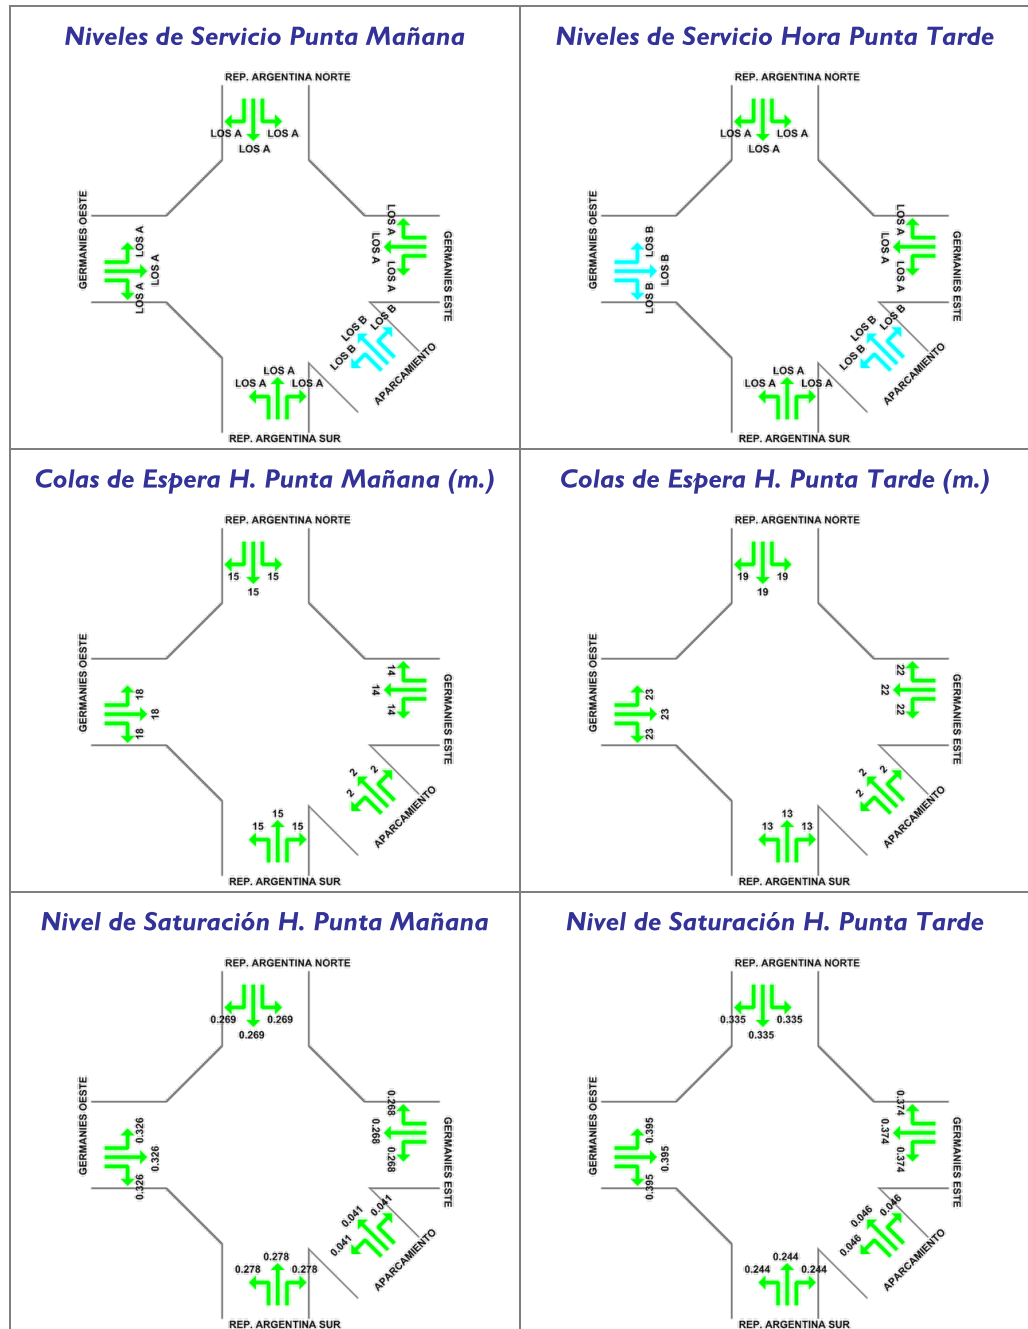 Niveles de Servicio Punta Mañana
REP. ARGENTINA NORTE
LOS A
LOS A
LOS A
GERMANIES OESTE
LOS A
LOS A
LOS A
LOS A
LOS A
LOS A
GERMANIES ESTE
LOS B
LOS B
LOS B
APARCAMIENTO
LOS A
LOS A
LOS A
REP. ARGENTINA SUR
Niveles de Servicio Hora Punta Tarde
REP. ARGENTINA NORTE
LOS A
LOS A
LOS A
GERMANIES OESTE
LOS B
LOS B
LOS B
LOS A
LOS A
LOS A
GERMANIES ESTE
LOS B
LOS B
LOS B
APARCAMIENTO
LOS A
LOS A
LOS A
REP. ARGENTINA SUR
Colas de Espera H. Punta Mañana (m.)
REP. ARGENTINA NORTE
15
15
15
GERMANIES OESTE
18
18
18
14
14
14
GERMANIES ESTE
2
2
2
APARCAMIENTO
15
15
15
REP. ARGENTINA SUR
Colas de Espera H. Punta Tarde (m.)
REP. ARGENTINA NORTE
19
19
19
GERMANIES OESTE
23
23
23
22
22
22
GERMANIES ESTE
2
2
2
APARCAMIENTO
13
13
13
REP. ARGENTINA SUR
Nivel de Saturación H. Punta Mañana
REP. ARGENTINA NORTE
0.269
0.269
0.269
GERMANIES OESTE
0.326
0.326
0.326
0.268
0.268
0.268
GERMANIES ESTE
0.041
0.041
0.041
APARCAMIENTO
0.278
0.278
0.278
REP. ARGENTINA SUR
Nivel de Saturación H. Punta Tarde
REP. ARGENTINA NORTE
0.335
0.335
0.335
GERMANIES OESTE
0.395
0.395
0.395
0.374
0.374
0.374
GERMANIES ESTE
0.046
0.046
0.046
APARCAMIENTO
0.244
0.244
0.244
REP. ARGENTINA SUR